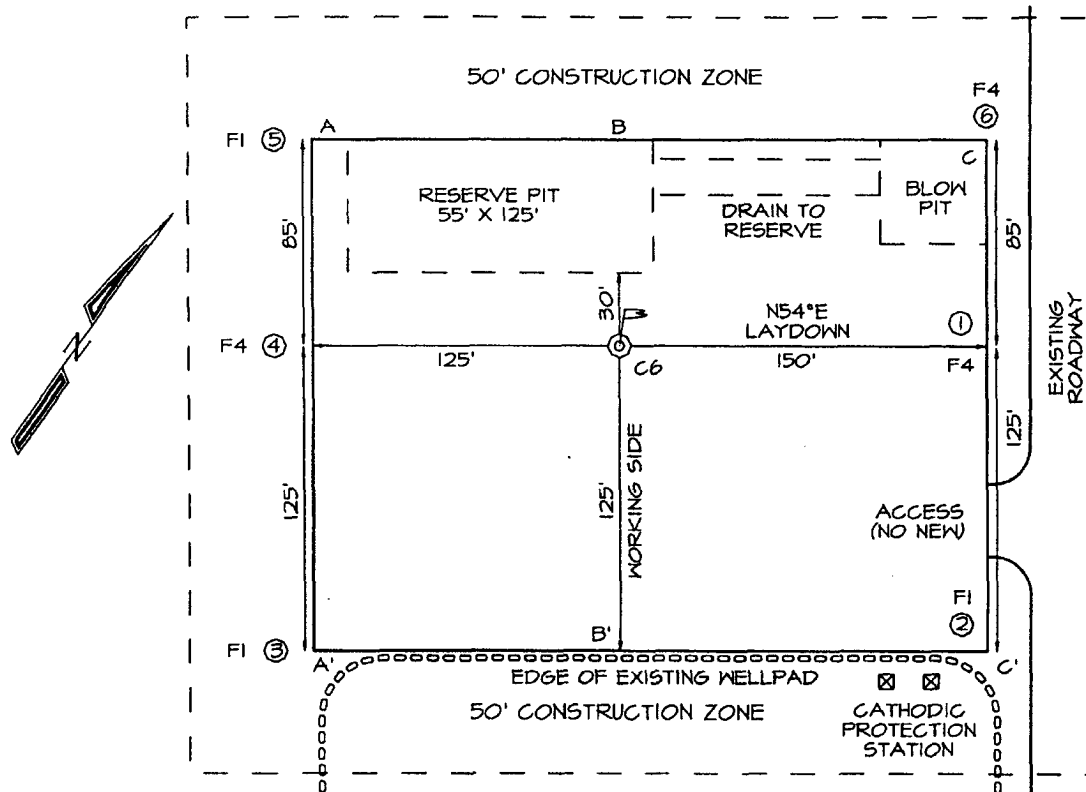 50' CONSTRUCTION ZONE
F4
⑥
F1 ⑤
A
B
C
RESERVE PIT
55' X 125'
DRAIN TO
RESERVE
BLOW
PIT
85'
85'
N
30'
N54°E
LAYDOWN
①
F4 ④
125'
C6
150'
F4
EXISTING
ROADWAY
125'
125'
WORKING SIDE
125'
ACCESS
(NO NEW)
F1
②
F1 ③
A'
B'
C'
EDGE OF EXISTING WELLPAD
50' CONSTRUCTION ZONE
CATHODIC
PROTECTION
STATION